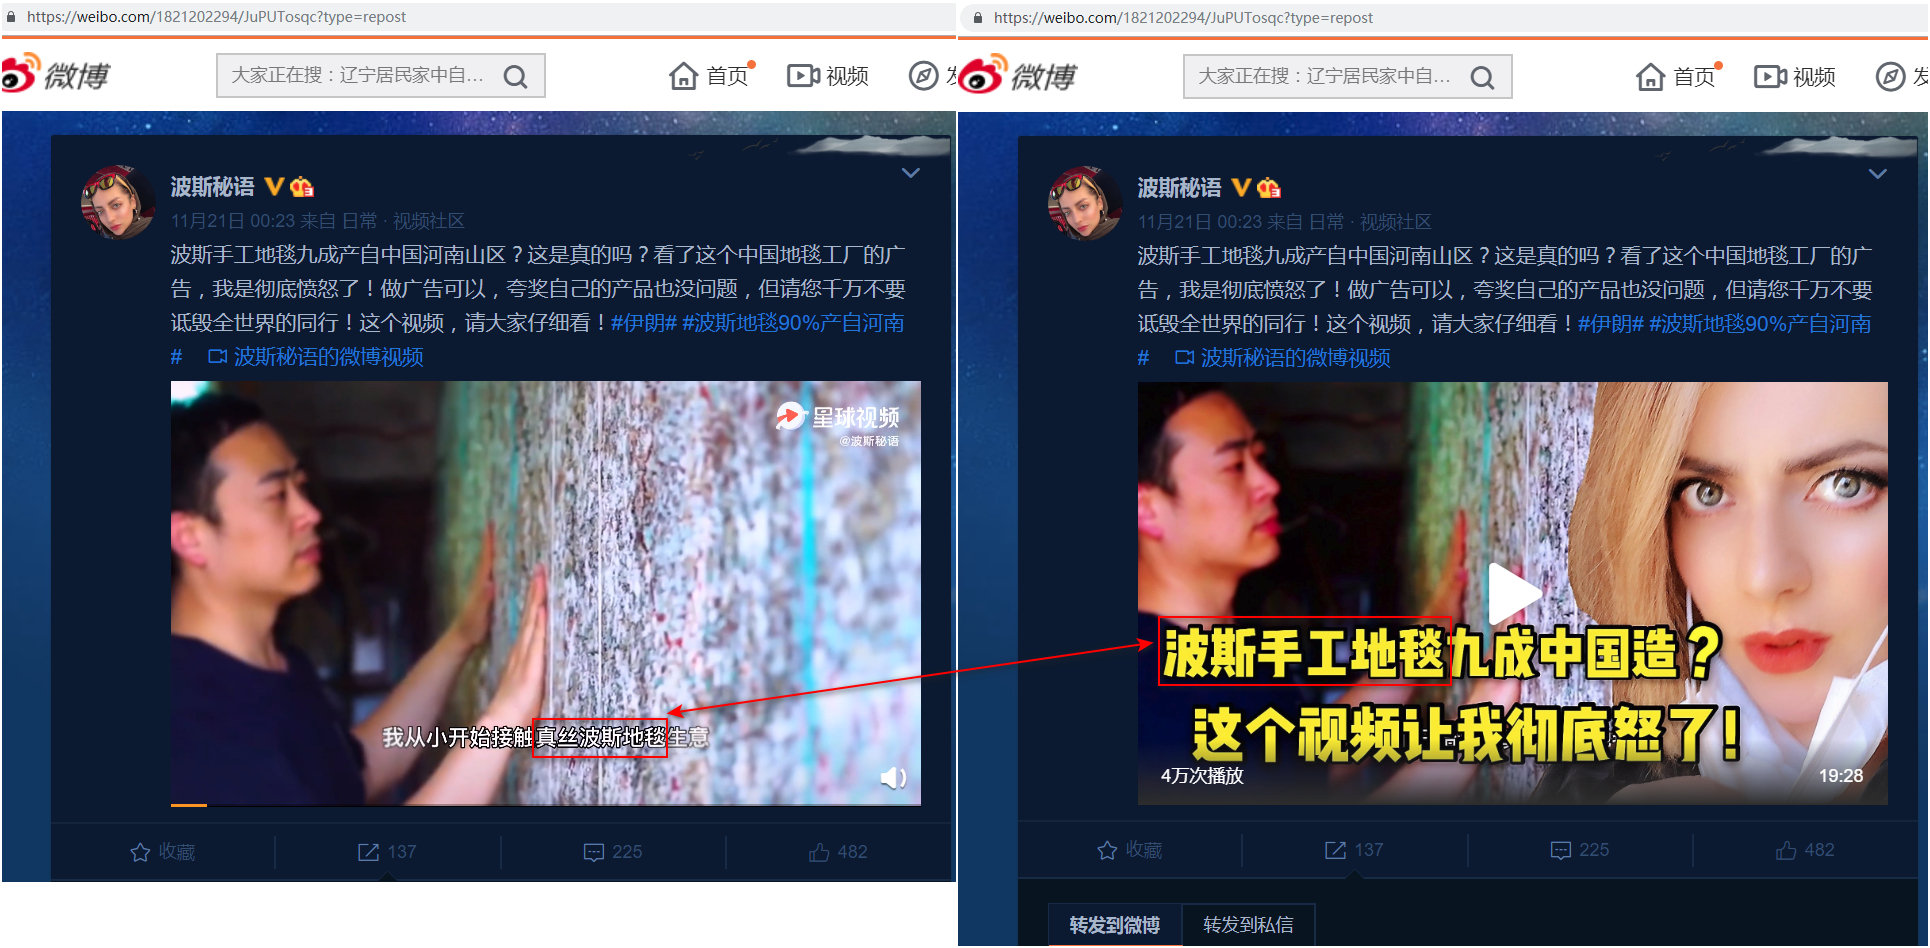 https://weibo.com/1821202294/JuPUTosqc?type=repost
微博
大家正在搜：辽宁居民家中自...
首页
视频
波斯秘语
11月21日 00:23 来自 日常 · 视频社区
波斯手工地毯九成产自中国河南山区？这是真的吗？看了这个中国地毯工厂的广
告，我是彻底愤怒了！做广告可以，夸奖自己的产品也没问题，但请您千万不要
诋毁全世界的同行！这个视频，请大家仔细看！#伊朗# #波斯地毯90%产自河南
# 波斯秘语的微博视频
星球视频
@波斯秘语
我从小开始接触真丝波斯地毯生意
收藏
137
225
482
https://weibo.com/1821202294/JuPUTosqc?type=repost
微博
大家正在搜：辽宁居民家中自...
首页
视频
波斯秘语
11月21日 00:23 来自 日常 · 视频社区
波斯手工地毯九成产自中国河南山区？这是真的吗？看了这个中国地毯工厂的广
告，我是彻底愤怒了！做广告可以，夸奖自己的产品也没问题，但请您千万不要
诋毁全世界的同行！这个视频，请大家仔细看！#伊朗# #波斯地毯90%产自河南
# 波斯秘语的微博视频
波斯手工地毯九成中国造？
这个视频让我彻底怒了！
4万次播放
19:28
收藏
137
225
482
转发到微博
转发到私信